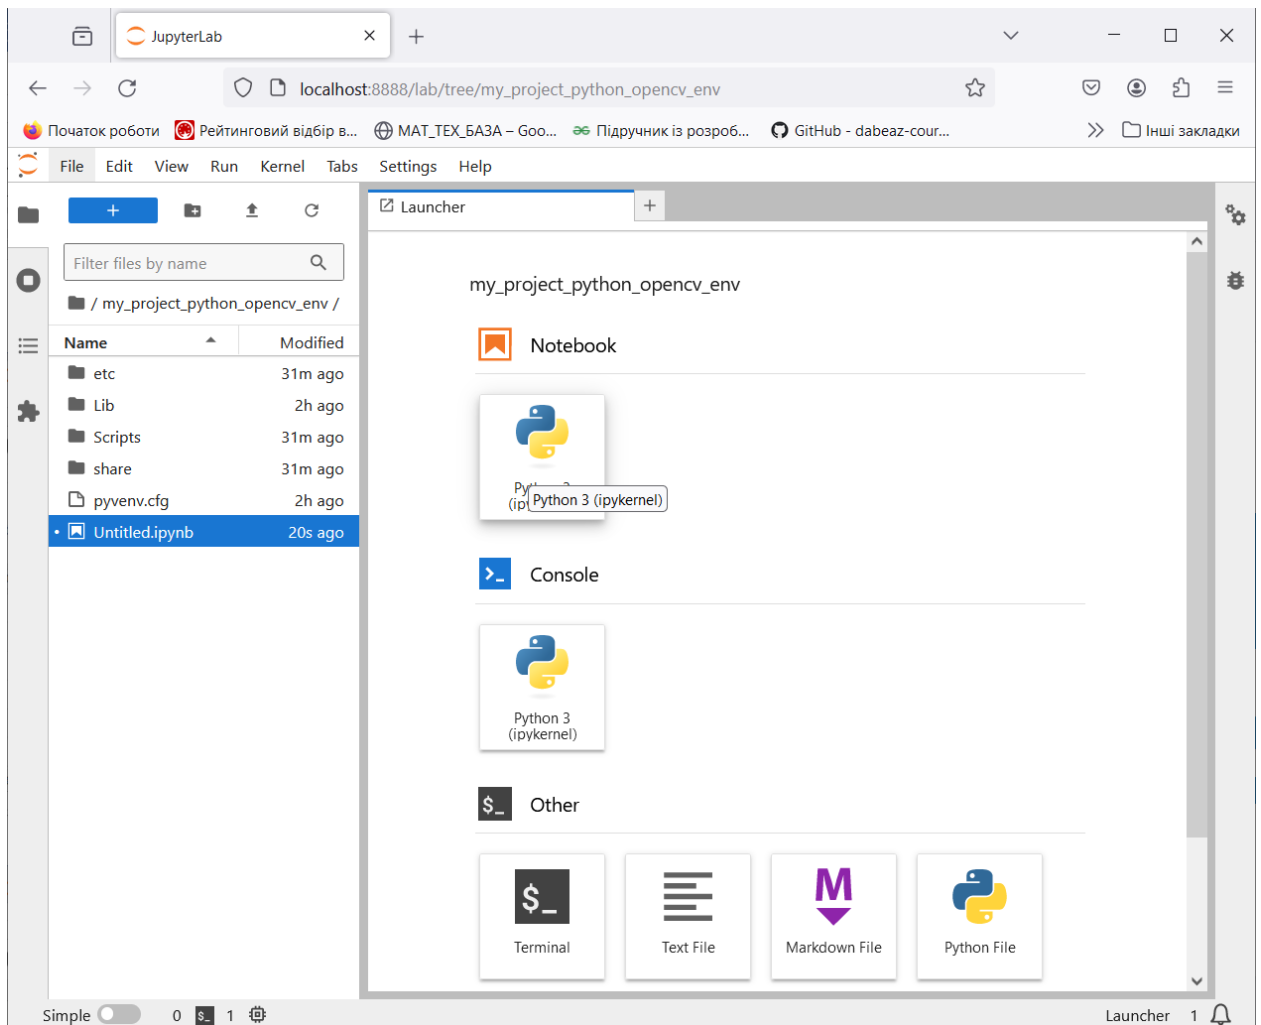 JupyterLab
localhost:8888/lab/tree/my_project_python_opencv_env
Початок роботи Рейтинговий відбір в... MAT_TEX_БАЗА – Goo... Підручник із розроб... GitHub - dabeaz-cour... Інші закладки
File Edit View Run Kernel Tabs Settings Help
Launcher
Filter files by name
/ my_project_python_opencv_env /
Name Modified
etc 31m ago
Lib 2h ago
Scripts 31m ago
share 31m ago
pyvenv.cfg 2h ago
Untitled.ipynb 20s ago
my_project_python_opencv_env
Notebook
Python 3 (ipykernel)
Console
Python 3
(ipykernel)
$_ Other
$_
Terminal Text File Markdown File Python File
Simple 0 $_ 1 Launcher 1